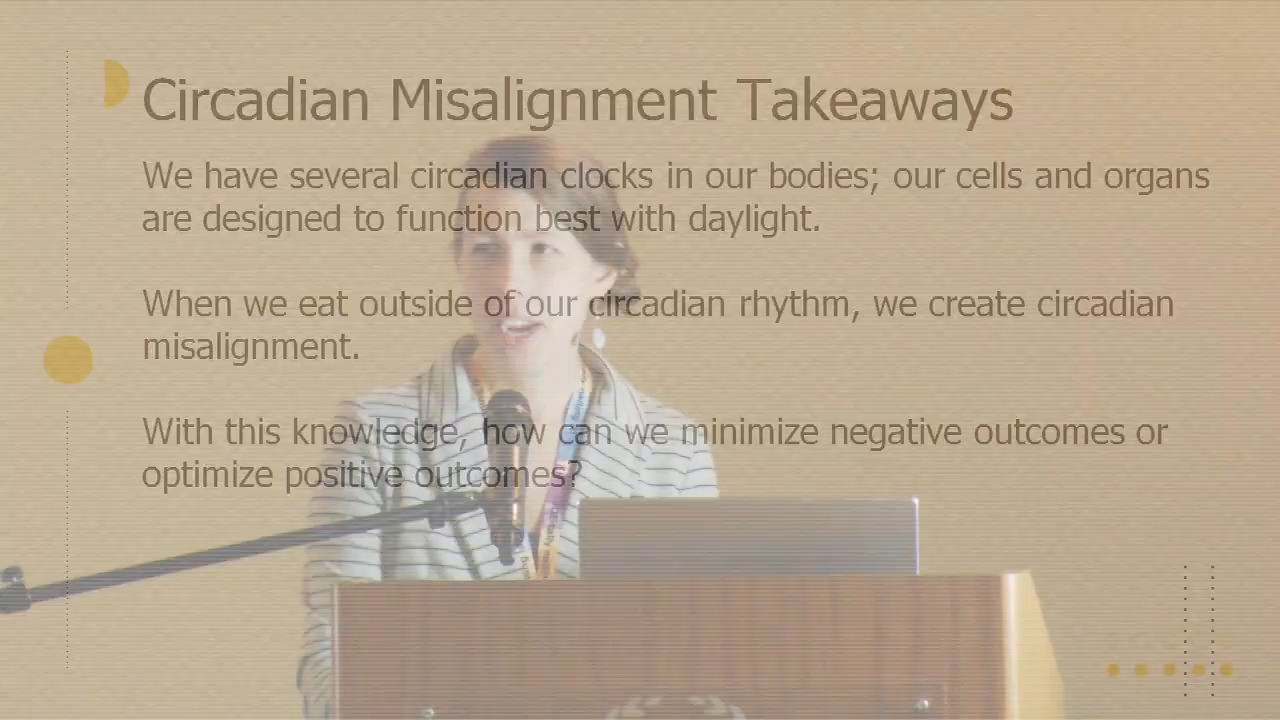 Circadian Misalignment Takeaways
We have several circadian clocks in our bodies; our cells and organs
are designed to function best with daylight.
When we eat outside of our circadian rhythm, we create circadian
misalignment.
With this knowledge, how can we minimize negative outcomes or
optimize positive outcomes?